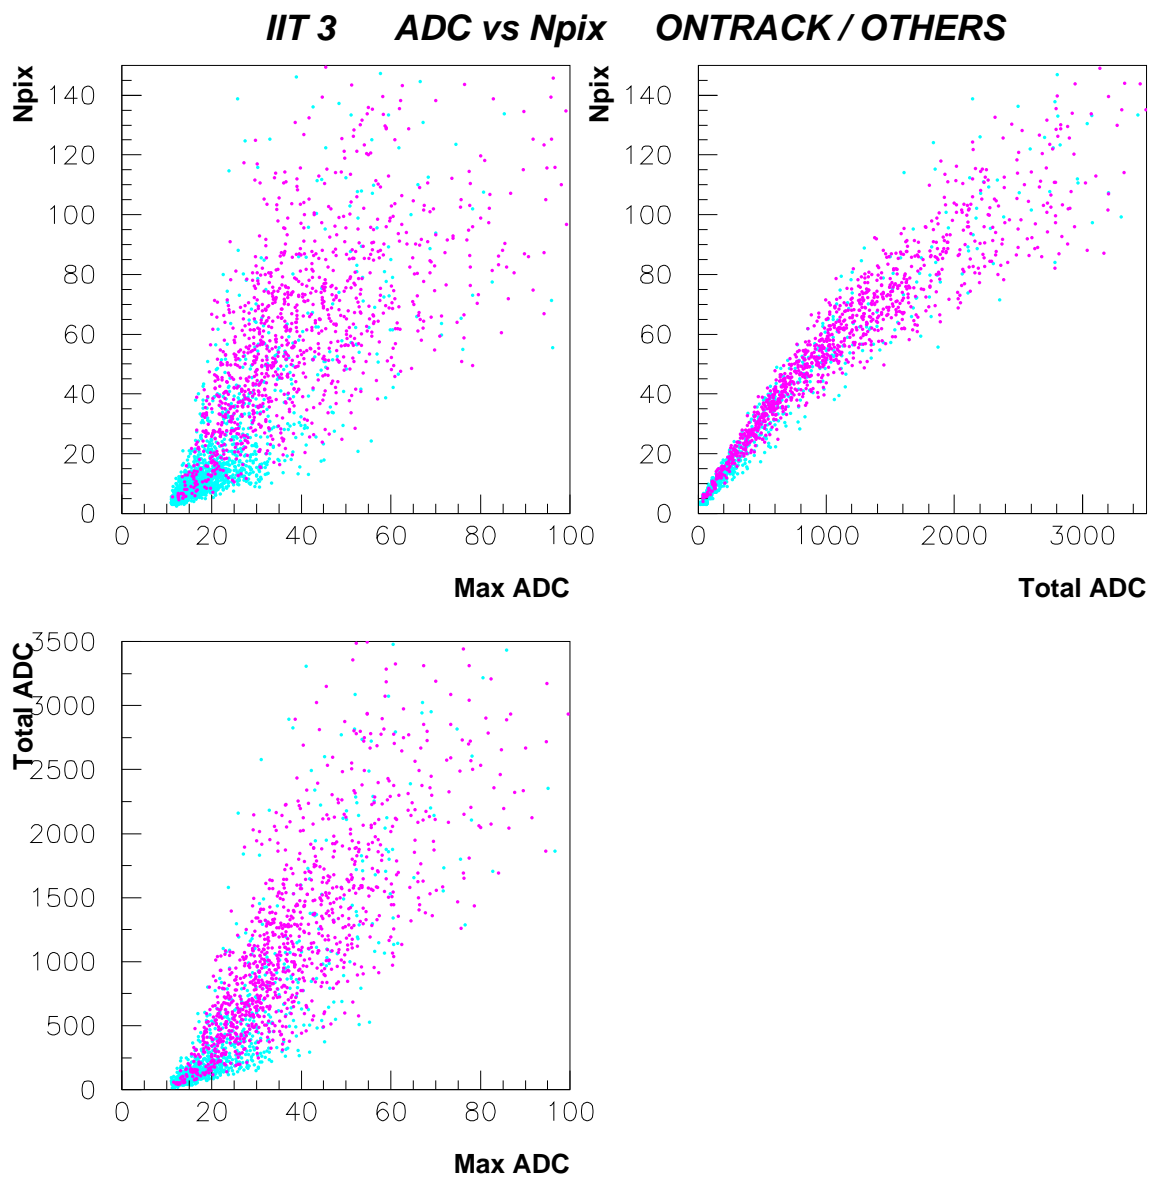 IIT 3 ADC vs Npix ONTRACK / OTHERS
Npix
140
120
100
80
60
40
20
0
0 20 40 60 80 100
Max ADC
Npix
140
120
100
80
60
40
20
0
0 1000 2000 3000
Total ADC
Total ADC
3500
3000
2500
2000
1500
1000
500
0
0 20 40 60 80 100
Max ADC